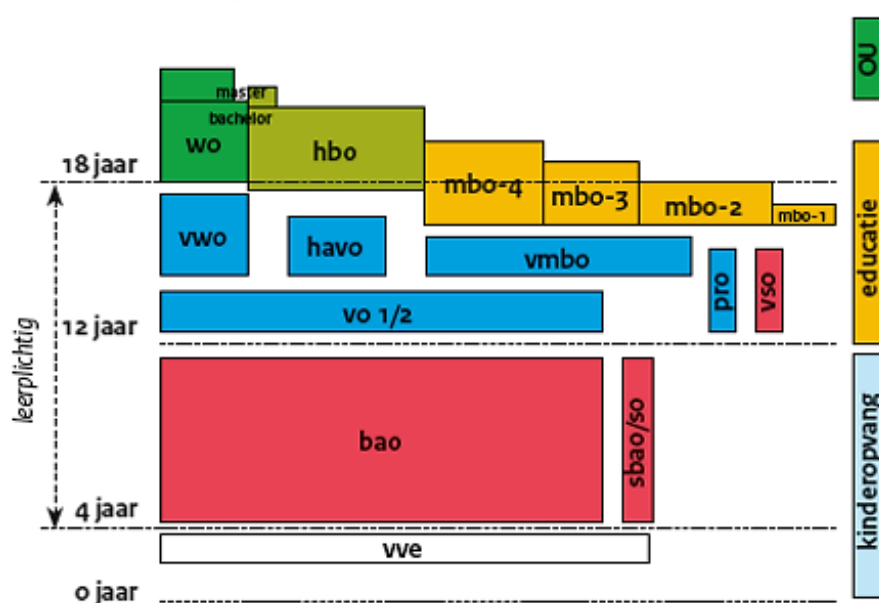 OU
master
bachelor
wo
hbo
18 jaar
mbo-4
mbo-3
mbo-2
mbo-1
educatie
vwo
havo
vmbo
pro
vso
vo 1/2
12 jaar
leerplichtig
bao
sbao/so
kinderopvang
4 jaar
vve
0 jaar